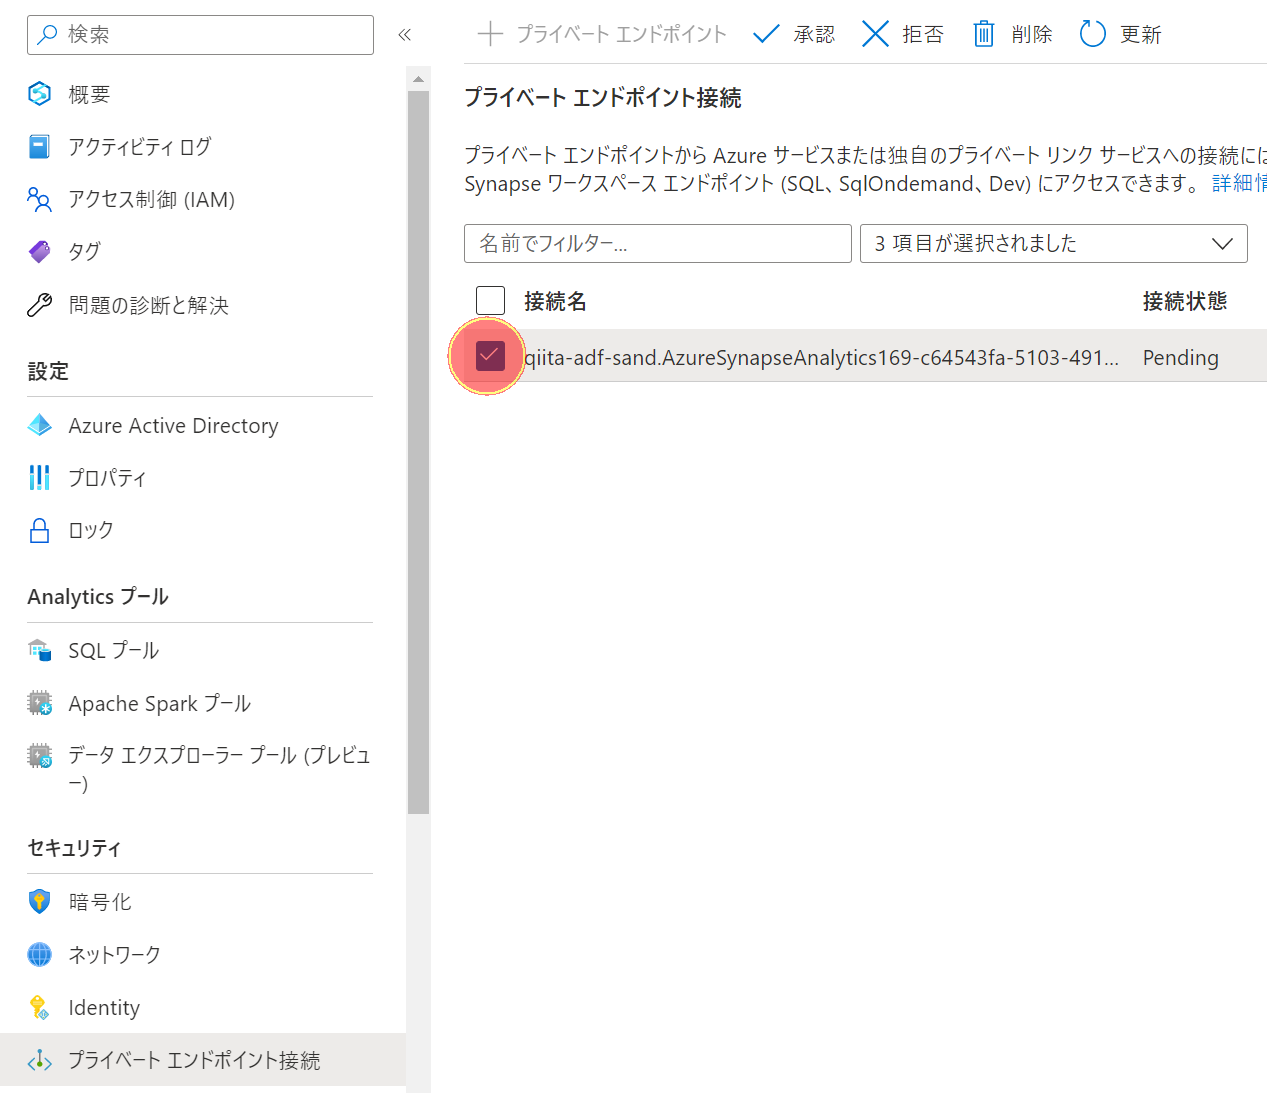 検索
«
概要
アクティビティ ログ
アクセス制御 (IAM)
タグ
問題の診断と解決
設定
Azure Active Directory
プロパティ
ロック
Analytics プール
SQL プール
Apache Spark プール
データ エクスプローラー プール (プレビュ
ー)
セキュリティ
暗号化
ネットワーク
Identity
プライベート エンドポイント接続
プライベート エンドポイント 承認 拒否 削除 更新
プライベート エンドポイント接続
プライベート エンドポイントから Azure サービスまたは独自のプライベート リンク サービスへの接続には
Synapse ワークスペース エンドポイント (SQL、SqlOndemand、Dev) にアクセスできます。 詳細情
名前でフィルター... 3 項目が選択されました
接続名 接続状態
qiita-adf-sand.AzureSynapseAnalytics169-c64543fa-5103-491... Pending